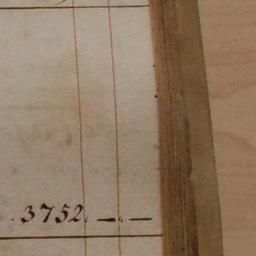 . . 3752. —. —